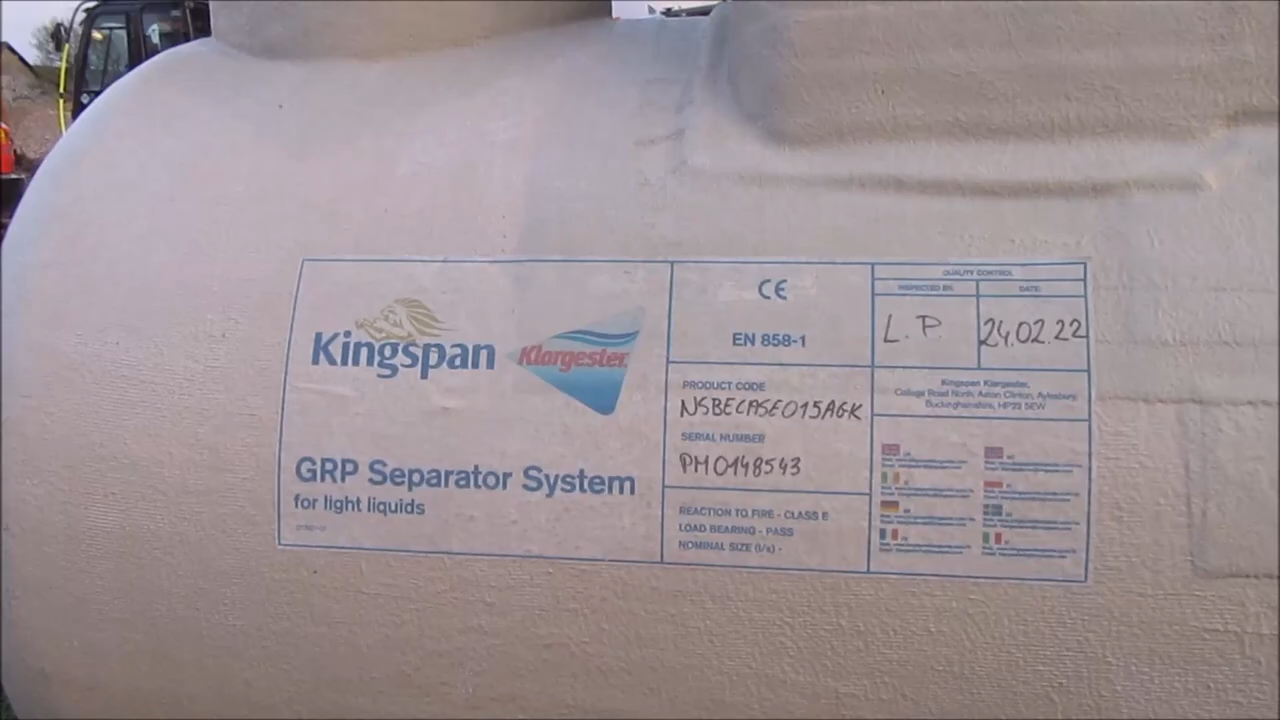 Kingspan
Klargester
GRP Separator System
for light liquids
CE
EN 858-1
PRODUCT CODE
NSBECASE015AGK
SERIAL NUMBER
PM0148543
REACTION TO FIRE - CLASS E
LOAD BEARING - PASS
NOMINAL SIZE (l/s) -
QUALITY CONTROL
INSPECTED BY:
DATE:
L.P.
24.02.22
Kingspan Klargester,
College Road North, Aston Clinton, Aylesbury,
Buckinghamshire, HP22 5EW